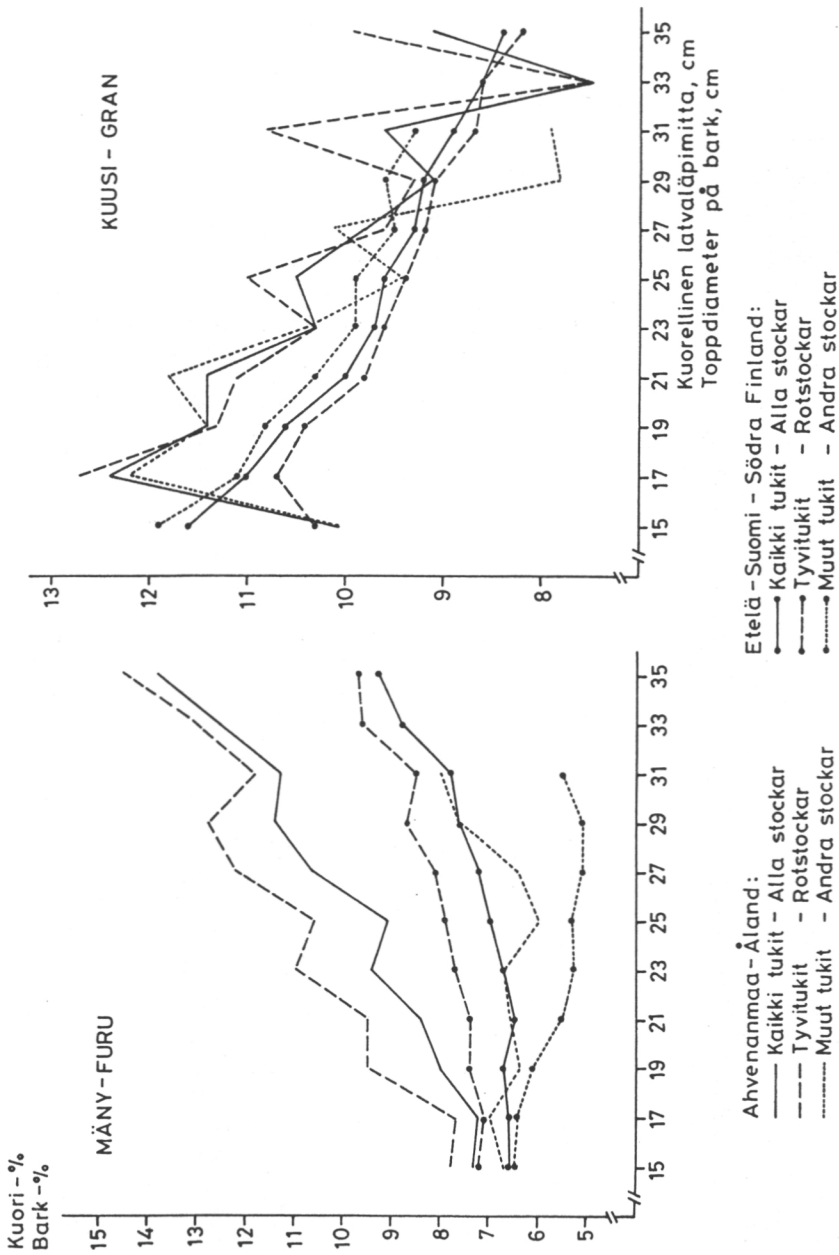 Kuori-%
Bark-%
MÄNY-FURU
15
14
13
12
11
10
9
8
7
6
5
15 17 19 21 23 25 27 29 31 33 35
KUUSI-GRAN
13
12
11
10
9
8
15 17 19 21 23 25 27 29 31 33 35
Kuorellinen latvaläpimitta, cm
Toppdiameter på bark, cm
Ahvenanmaa-Åland:
Kaikki tukit - Alla stockar
Tyvitukit - Rotstockar
Muut tukit - Andra stockar
Etelä-Suomi - Södra Finland:
Kaikki tukit - Alla stockar
Tyvitukit - Rotstockar
Muut tukit - Andra stockar